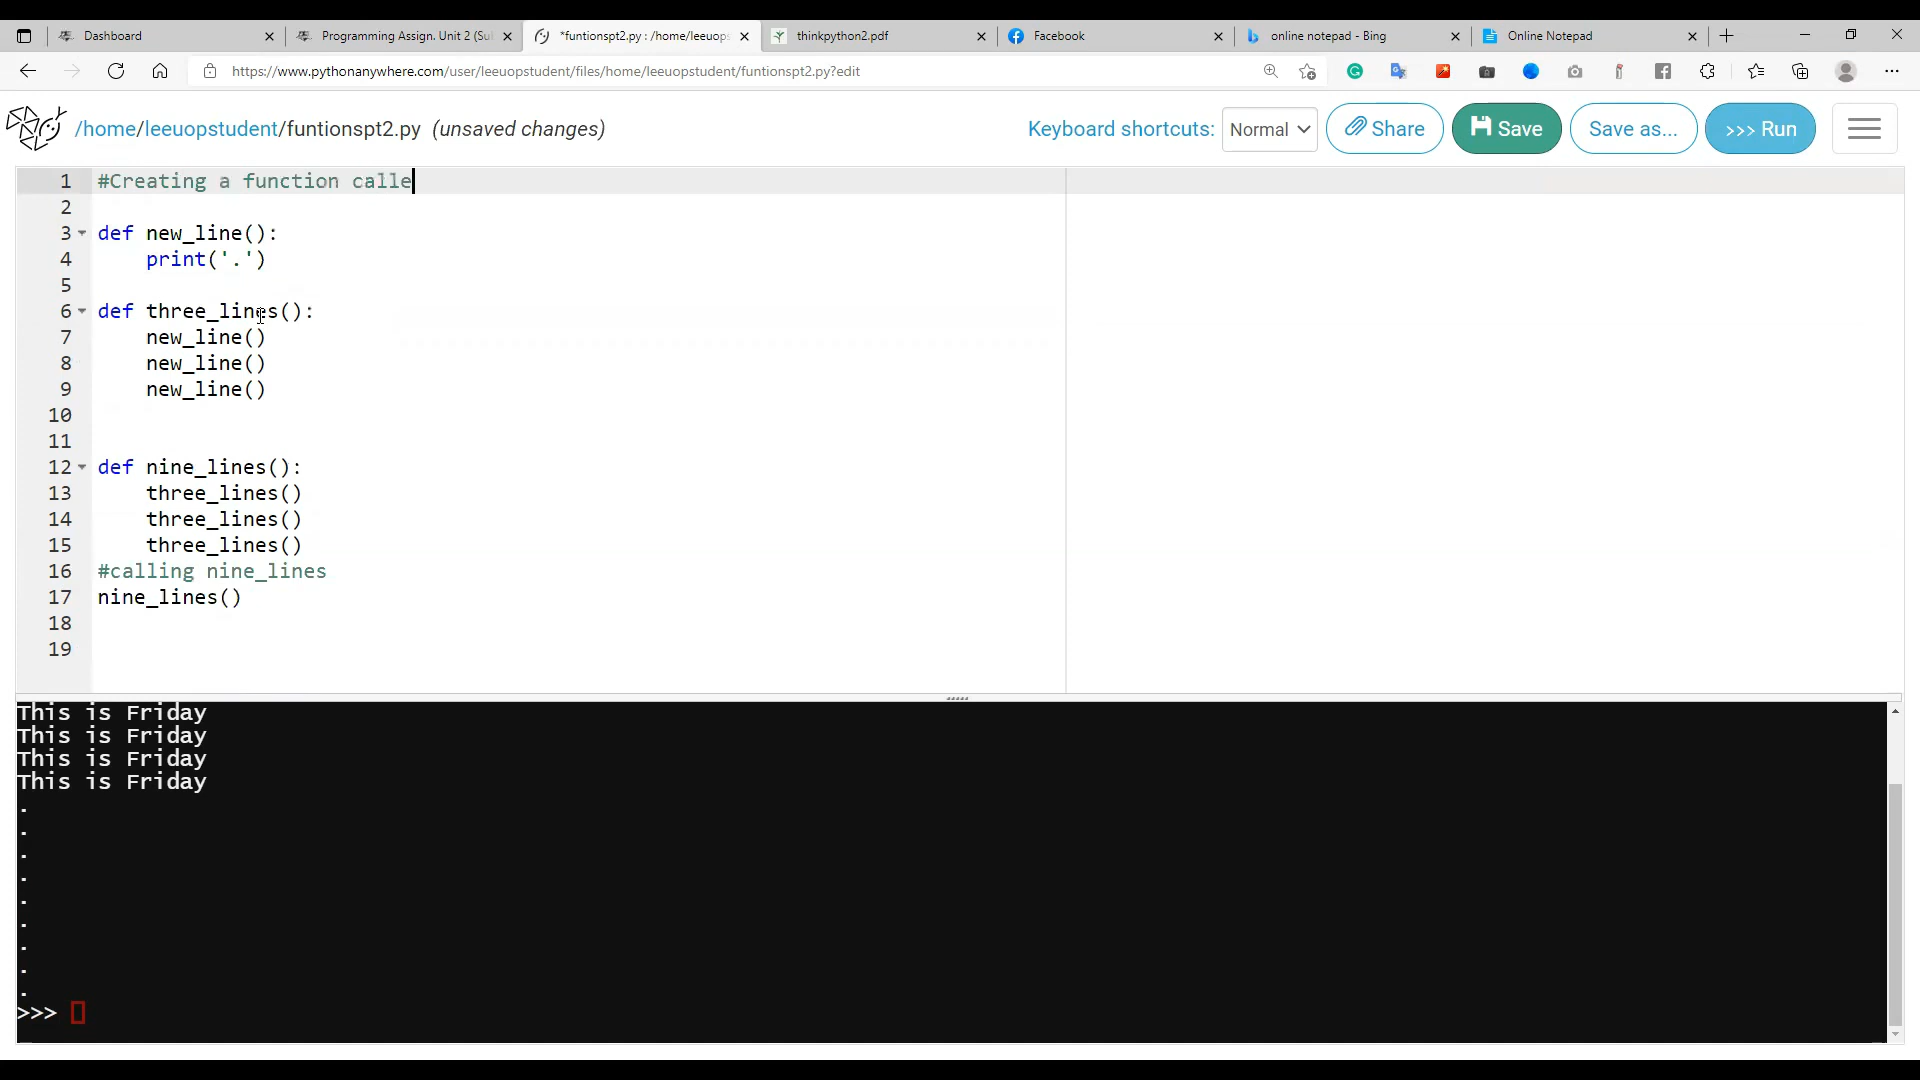 Dashboard
Programming Assign. Unit 2 (Su
*funtionspt2.py : /home/leeuops
thinkpython2.pdf
Facebook
online notepad - Bing
Online Notepad
https://www.pythonanywhere.com/user/leeuopstudent/files/home/leeuopstudent/funtionspt2.py?edit
/home/leeuopstudent/funtionspt2.py (unsaved changes)
Keyboard shortcuts: Normal
Share
Save
Save as...
>>> Run
1 #Creating a function calle
2
3 def new_line():
4 print('.')
5
6 def three_lines():
7 new_line()
8 new_line()
9 new_line()
10
11
12 def nine_lines():
13 three_lines()
14 three_lines()
15 three_lines()
16 #calling nine_lines
17 nine_lines()
18
19
This is Friday
This is Friday
This is Friday
This is Friday
.
.
.
.
.
.
.
.
.
>>>